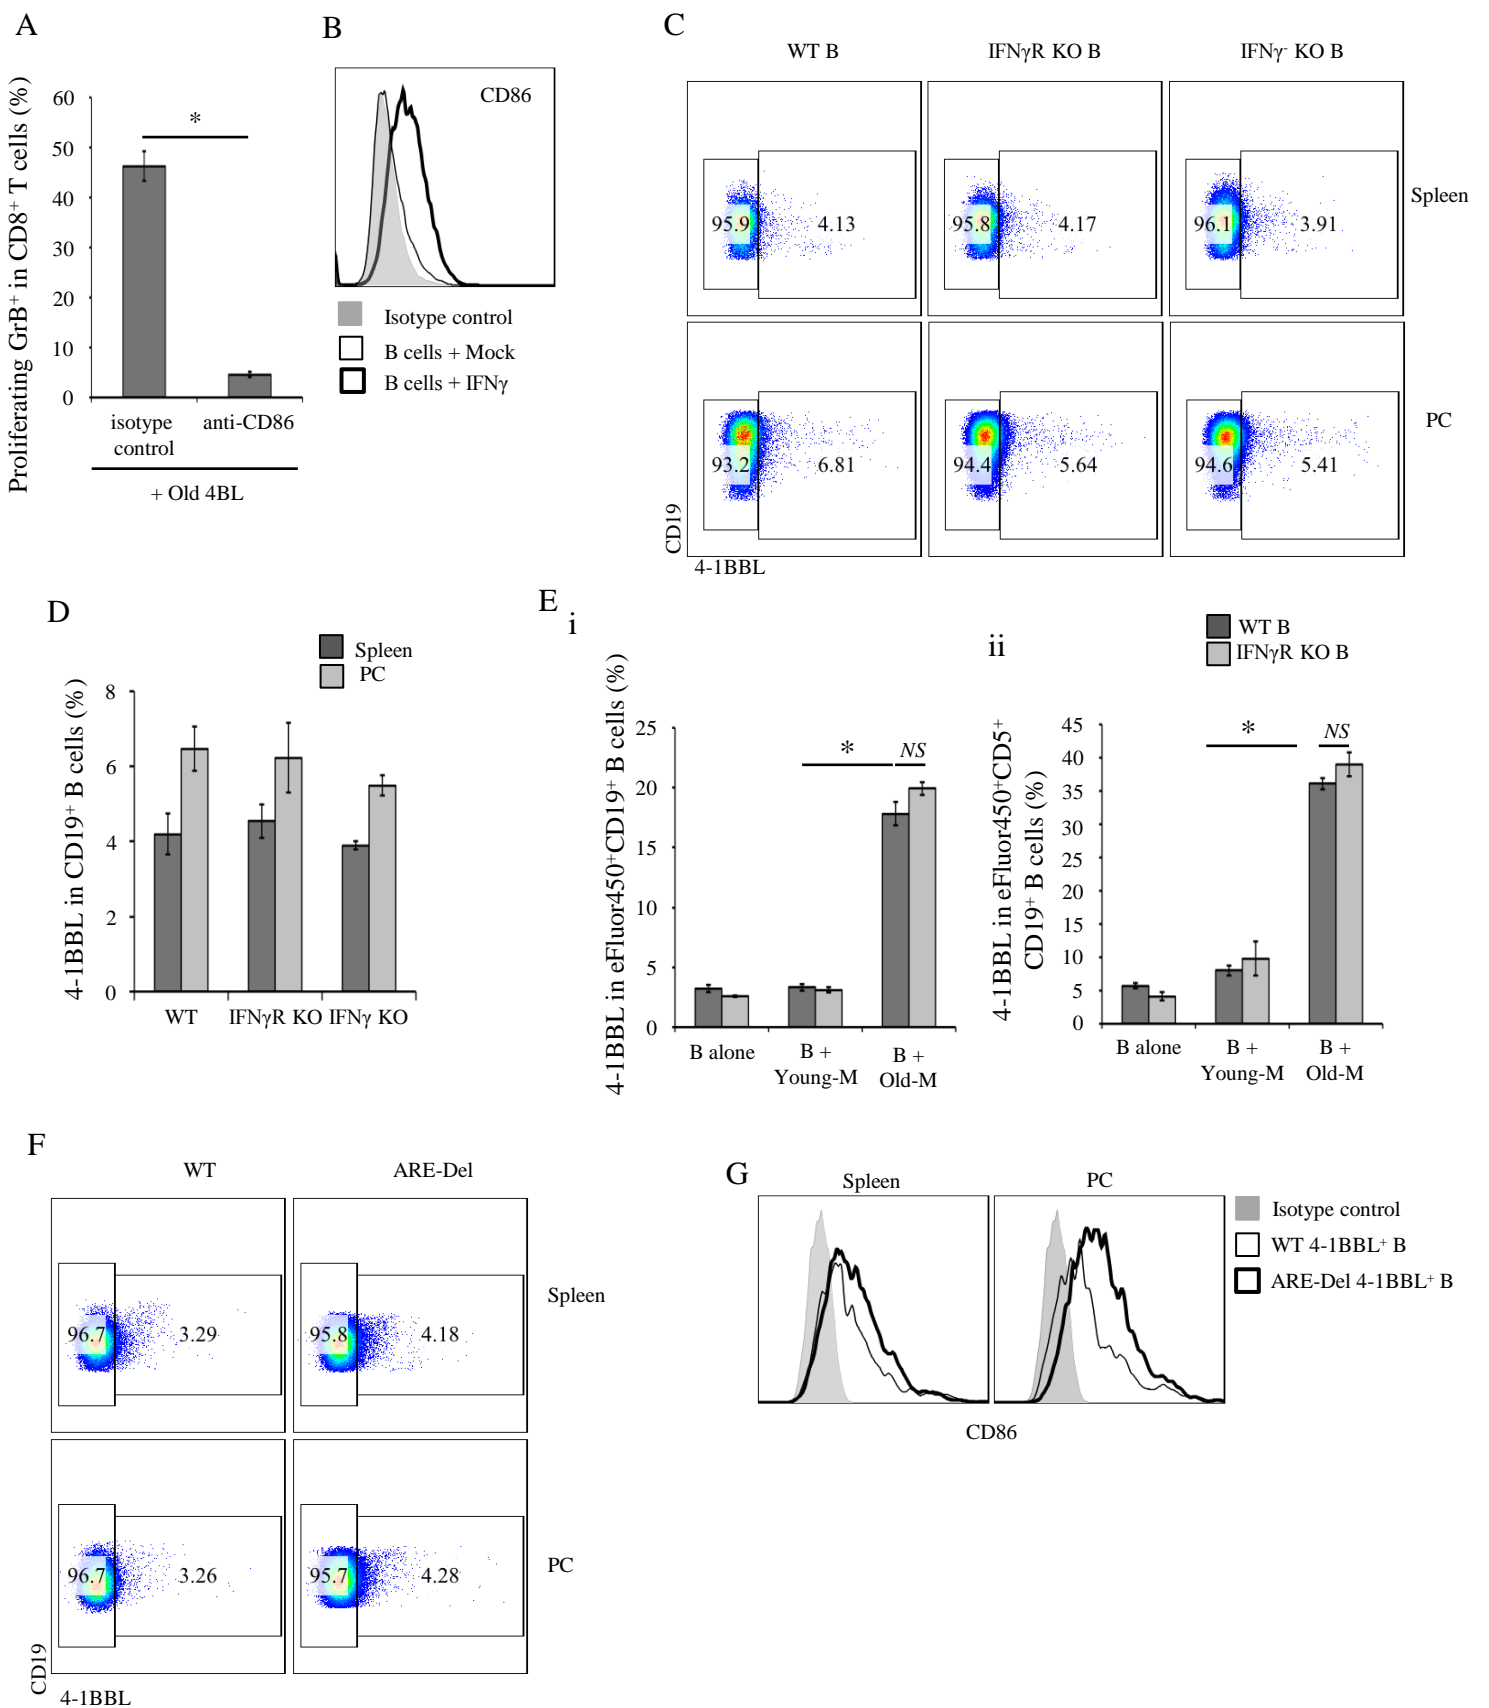 A
Proliferating GrB⁺ in CD8⁺ T cells (%)
60
50
40
30
20
10
0
*
isotype
control
anti-CD86
+ Old 4BL
B
CD86
Isotype control
B cells + Mock
B cells + IFNγ
C
WT B
IFNγR KO B
IFNγ⁻ KO B
95.9
4.13
95.8
4.17
96.1
3.91
Spleen
93.2
6.81
94.4
5.64
94.6
5.41
PC
CD19
4-1BBL
D
Spleen
PC
4-1BBL in CD19⁺ B cells (%)
8
6
4
2
0
WT
IFNγR KO
IFNγ KO
E
i
4-1BBL in eFluor450⁺CD19⁺ B cells (%)
25
20
15
10
5
0
*
NS
B alone
B +
Young-M
B +
Old-M
ii
WT B
IFNγR KO B
4-1BBL in eFuor450⁺CD5⁺
CD19⁺ B cells (%)
45
40
35
30
25
20
15
10
5
0
*
NS
B alone
B +
Young-M
B +
Old-M
F
WT
ARE-Del
96.7
3.29
95.8
4.18
Spleen
96.7
3.26
95.7
4.28
PC
CD19
4-1BBL
G
Spleen
PC
CD86
Isotype control
WT 4-1BBL⁺ B
ARE-Del 4-1BBL⁺ B